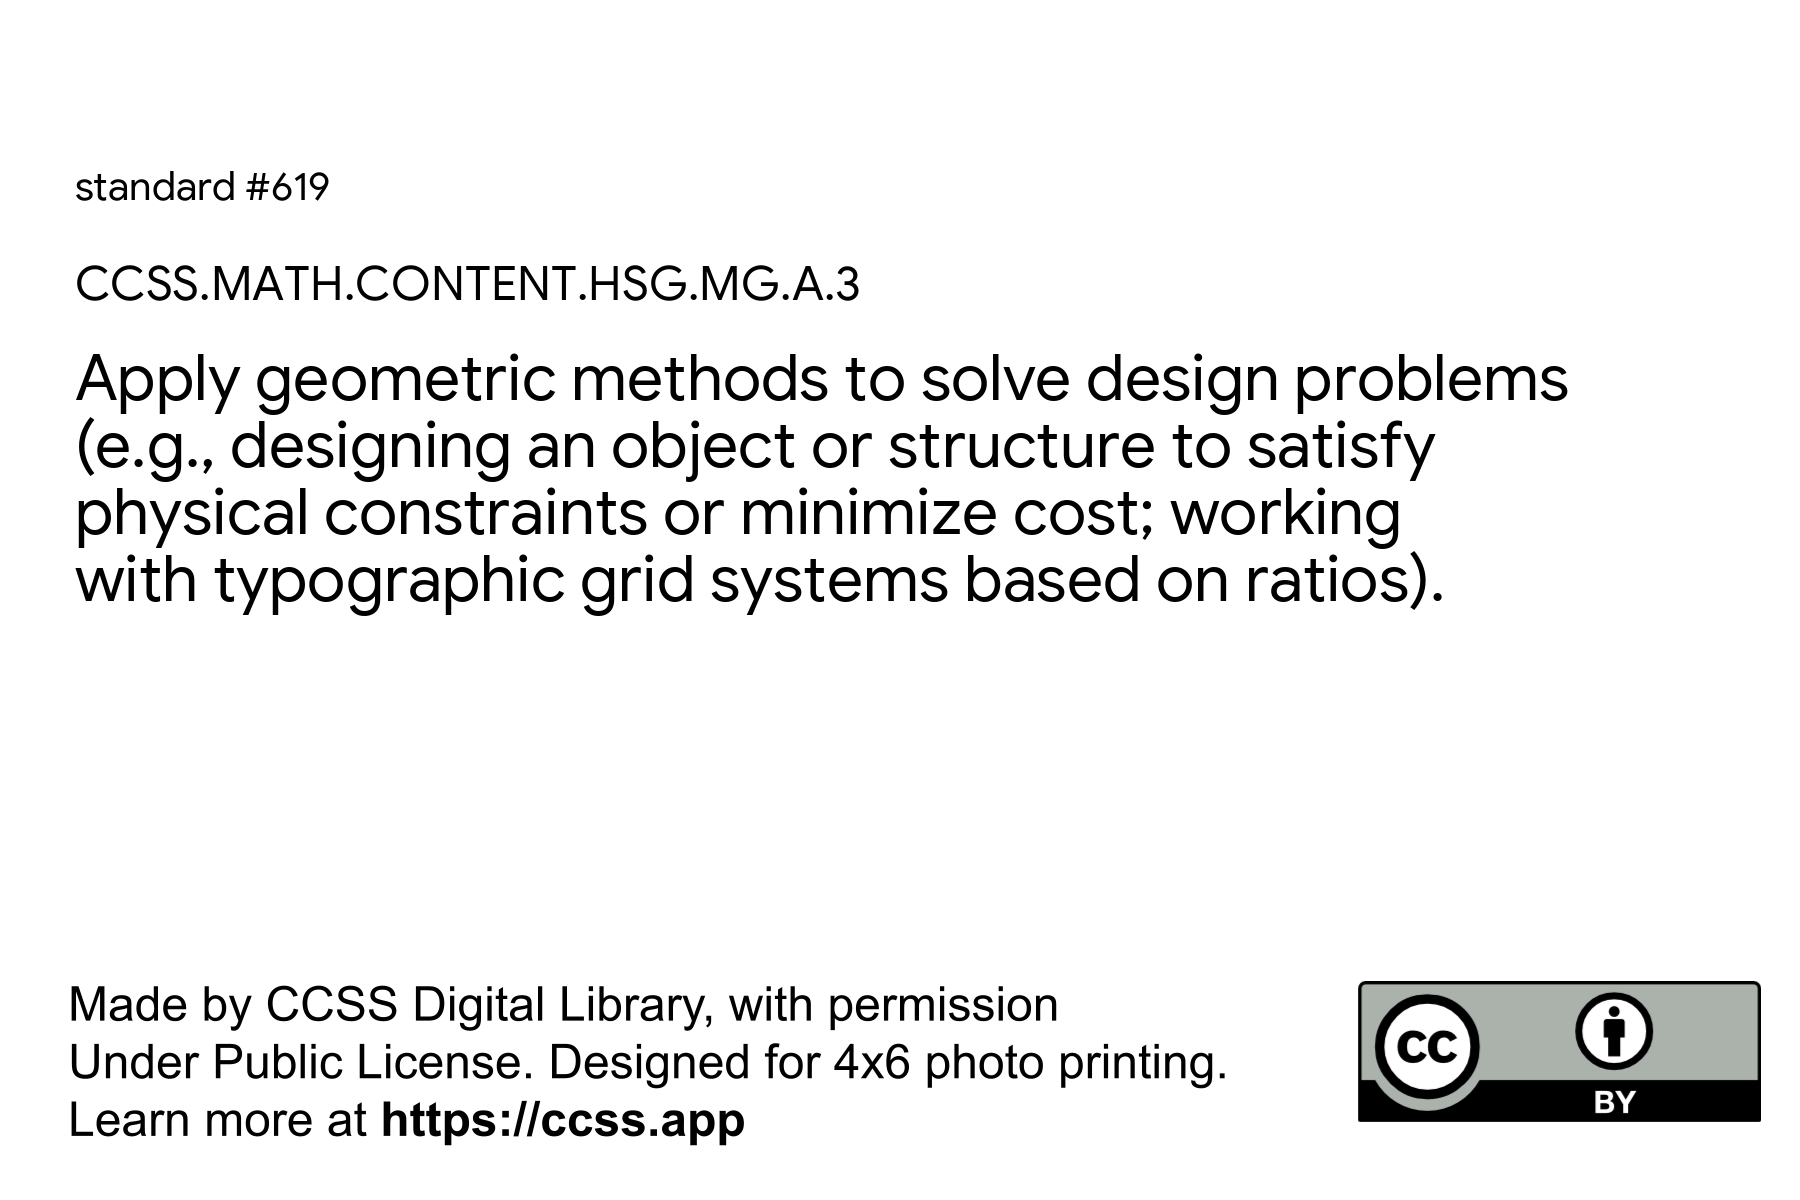 standard #619
CCSS.MATH.CONTENT.HSG.MG.A.3
Apply geometric methods to solve design problems
(e.g., designing an object or structure to satisfy
physical constraints or minimize cost; working
with typographic grid systems based on ratios).
Made by CCSS Digital Library, with permission
Under Public License. Designed for 4x6 photo printing.
Learn more at https://ccss.app
cc
BY